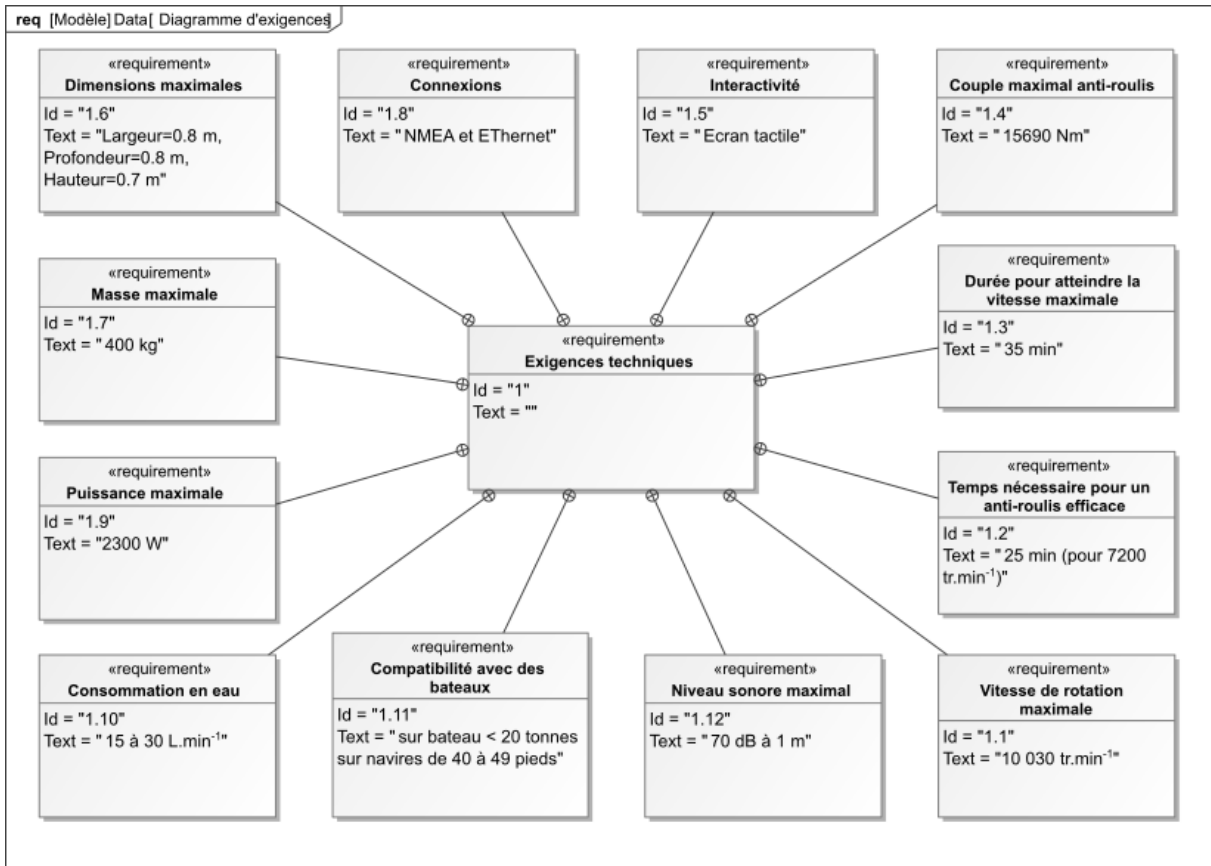 req [Modèle] Data[ Diagramme d'exigences]
«requirement»
Dimensions maximales
Id = "1.6"
Text = "Largeur=0.8 m,
Profondeur=0.8 m,
Hauteur=0.7 m"
«requirement»
Connexions
Id = "1.8"
Text = "NMEA et EThernet"
«requirement»
Interactivité
Id = "1.5"
Text = "Ecran tactile"
«requirement»
Couple maximal anti-roulis
Id = "1.4"
Text = "15690 Nm"
«requirement»
Masse maximale
Id = "1.7"
Text = "400 kg"
«requirement»
Exigences techniques
Id = "1"
Text = ""
«requirement»
Durée pour atteindre la
vitesse maximale
Id = "1.3"
Text = "35 min"
«requirement»
Puissance maximale
Id = "1.9"
Text = "2300 W"
«requirement»
Temps nécessaire pour un
anti-roulis efficace
Id = "1.2"
Text = "25 min (pour 7200
tr.min⁻¹)"
«requirement»
Consommation en eau
Id = "1.10"
Text = "15 à 30 L.min⁻¹"
«requirement»
Compatibilité avec des
bateaux
Id = "1.11"
Text = "sur bateau < 20 tonnes
sur navires de 40 à 49 pieds"
«requirement»
Niveau sonore maximal
Id = "1.12"
Text = "70 dB à 1 m"
«requirement»
Vitesse de rotation
maximale
Id = "1.1"
Text = "10 030 tr.min⁻¹"